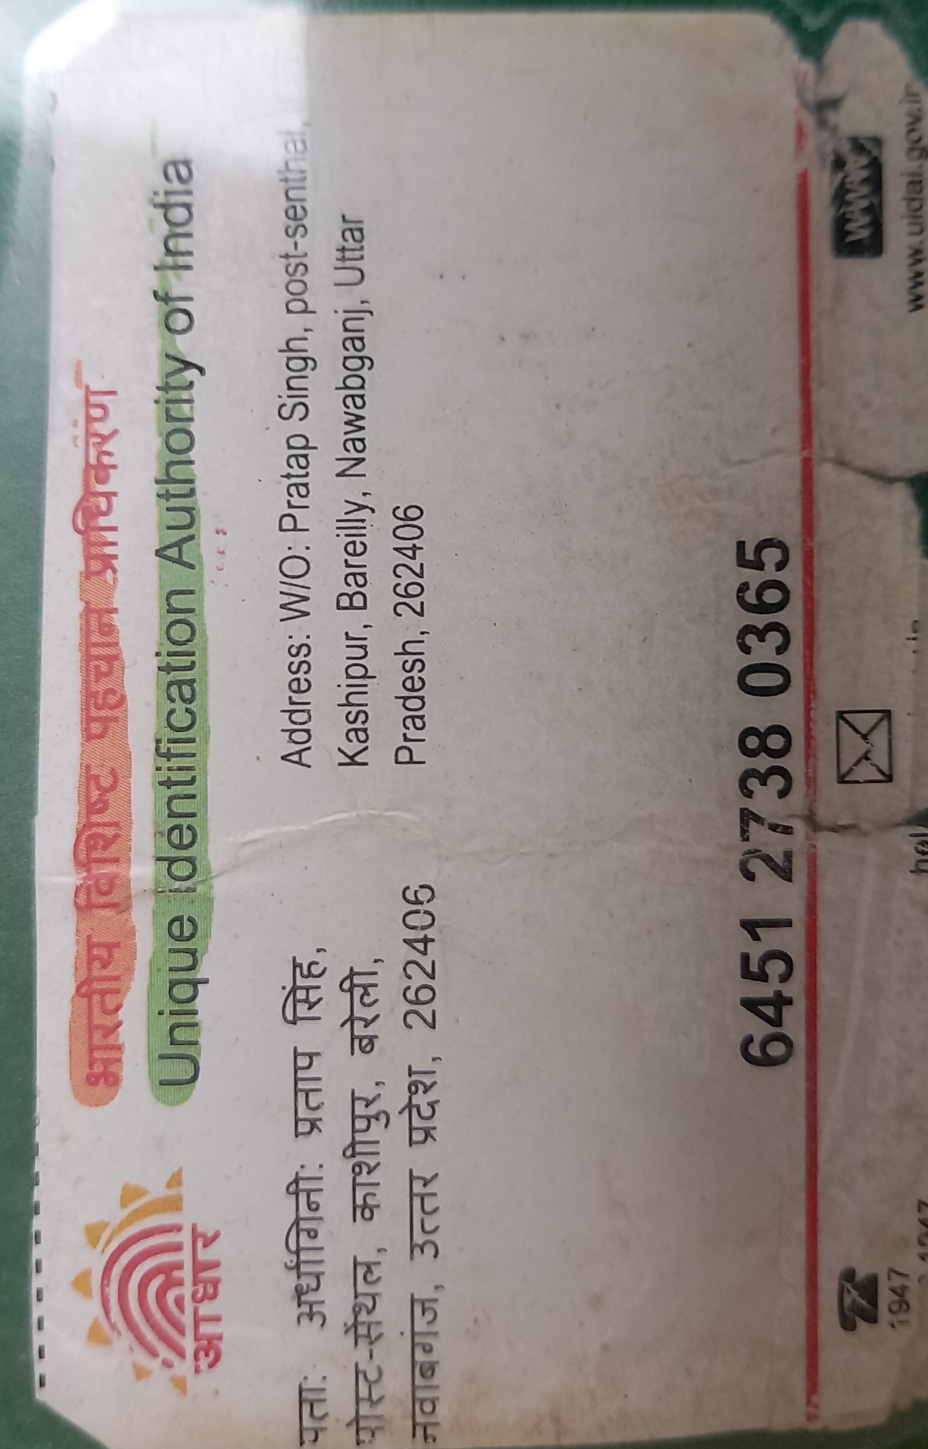 भारतीय विशिष्ट पहचान प्राधिकरण
Unique Identification Authority of India
आधार
पता: अर्धांगिनी: प्रताप सिंह,
पोस्ट-सेंथल, काशीपुर, बरेली,
नवाबगंज, उत्तर प्रदेश, 262406
Address: W/O: Pratap Singh, post-senthal,
Kashipur, Bareilly, Nawabganj, Uttar
Pradesh, 262406
6451 2738 0365
1947
1947
www
www.uidai.gov.in